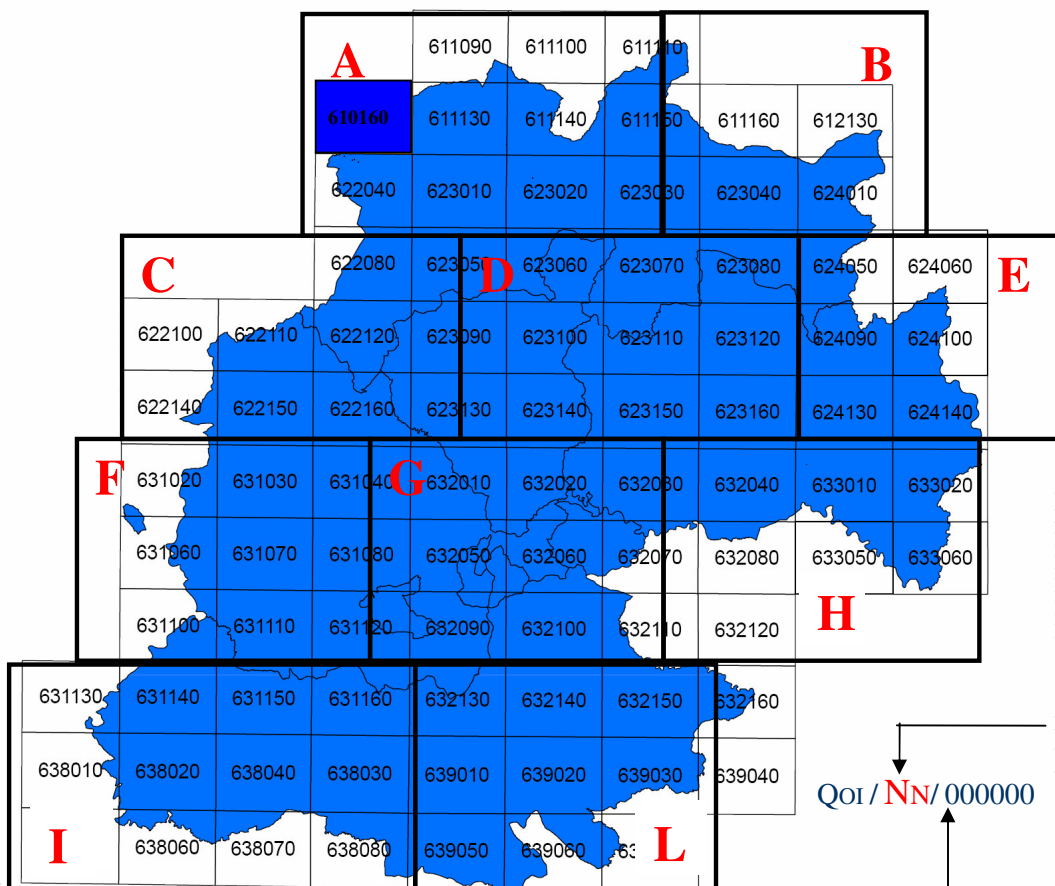 611090 611100 611110
A B
610160 611130 611140 611150 611160 612130
622040 623010 623020 623030 623040 624010
C 622080 623050 D 623060 623070 623080 624050 624060 E
622100 622110 622120 623090 623100 623110 623120 624090 624100
622140 622150 622160 623130 623140 623150 623160 624130 624140
F 631020 631030 631040 G 632010 632020 632030 632040 633010 633020
631060 631070 631080 632050 632060 632070 632080 633050 633060
631100 631110 631120 632090 632100 632110 632120 H
631130 631140 631150 631160 632130 632140 632150 632160
638010 638020 638040 638030 639010 639020 639030 639040
QOI / NN/ 000000
I 638060 638070 638080 639050 639060 L